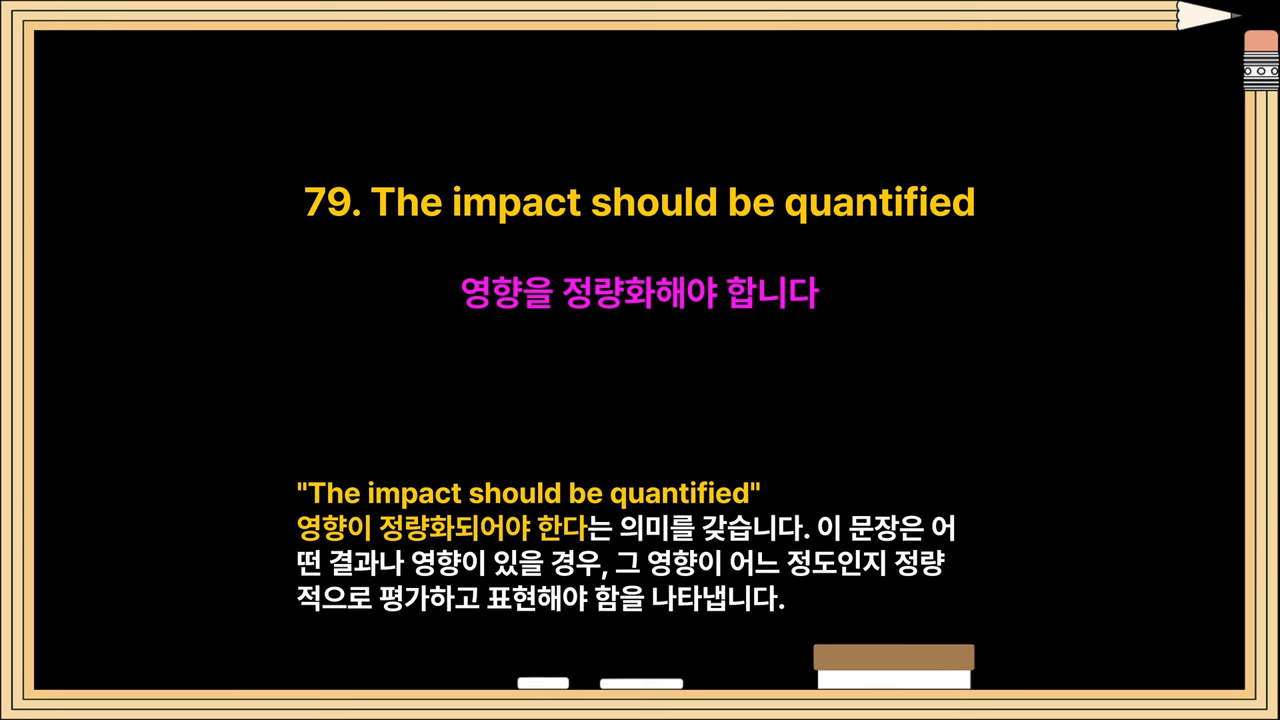 79. The impact should be quantified
영향을 정량화해야 합니다
"The impact should be quantified"
영향이 정량화되어야 한다는 의미를 갖습니다. 이 문장은 어
떤 결과나 영향이 있을 경우, 그 영향이 어느 정도인지 정량
적으로 평가하고 표현해야 함을 나타냅니다.